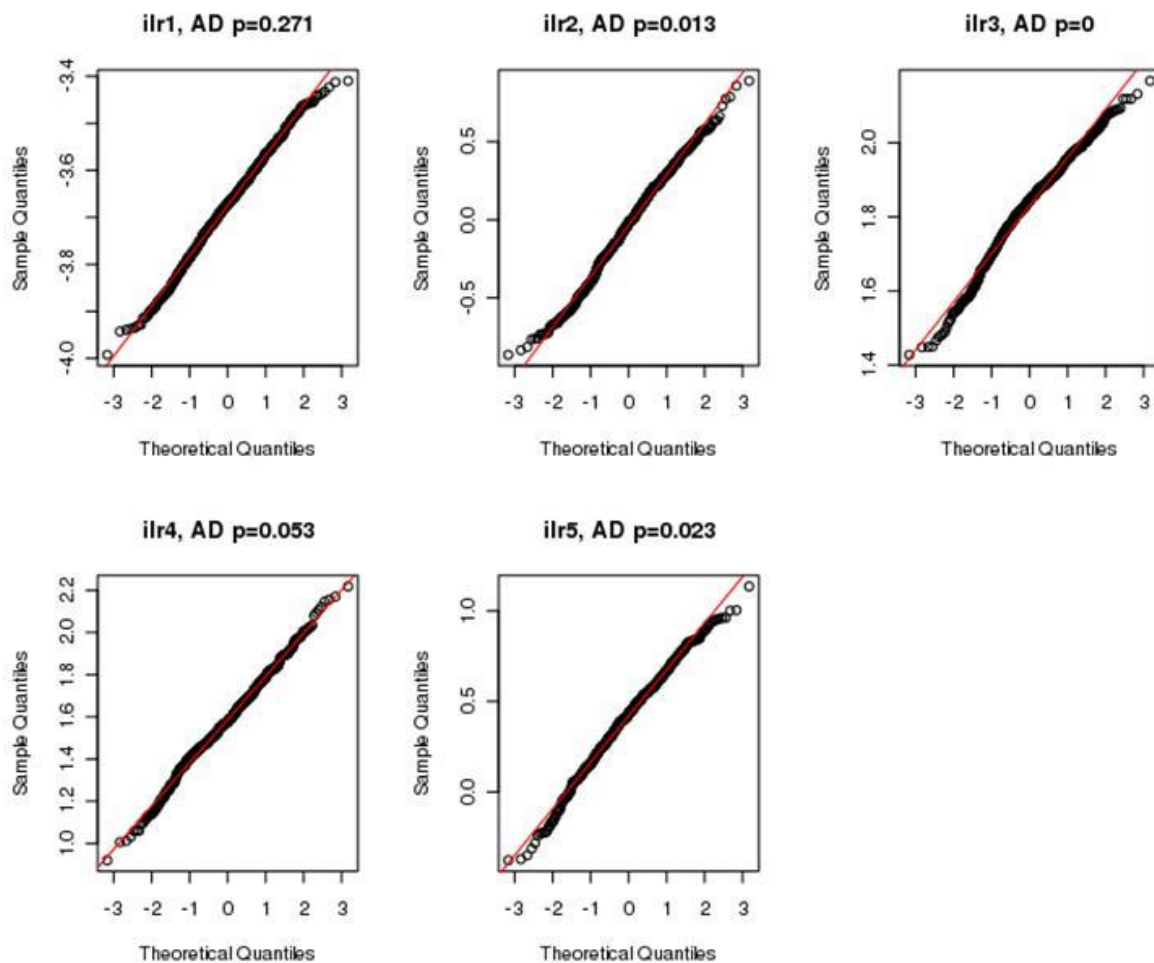 ilr1, AD p=0.271
Sample Quantiles
-3.4
-3.6
-3.8
-4.0
-3 -2 -1 0 1 2 3
Theoretical Quantiles
ilr2, AD p=0.013
Sample Quantiles
0.5
0.0
-0.5
-3 -2 -1 0 1 2 3
Theoretical Quantiles
ilr3, AD p=0
Sample Quantiles
2.0
1.8
1.6
1.4
-3 -2 -1 0 1 2 3
Theoretical Quantiles
ilr4, AD p=0.053
Sample Quantiles
2.2
2.0
1.8
1.6
1.4
1.2
1.0
-3 -2 -1 0 1 2 3
Theoretical Quantiles
ilr5, AD p=0.023
Sample Quantiles
1.0
0.5
0.0
-3 -2 -1 0 1 2 3
Theoretical Quantiles